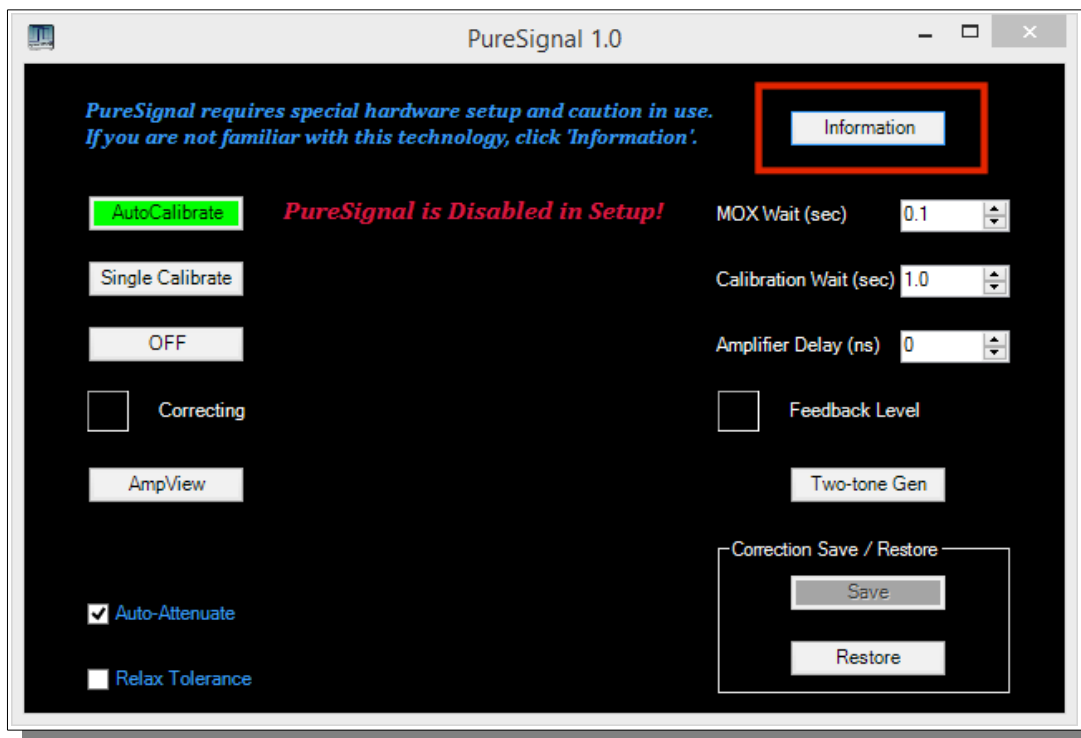 PureSignal 1.0
PureSignal requires special hardware setup and caution in use.
If you are not familiar with this technology, click 'Information'.
Information
AutoCalibrate
PureSignal is Disabled in Setup!
MOX Wait (sec) 0.1
Single Calibrate
Calibration Wait (sec) 1.0
OFF
Amplifier Delay (ns) 0
Correcting
Feedback Level
AmpView
Two-tone Gen
Correction Save / Restore
Save
Auto-Attenuate
Restore
Relax Tolerance